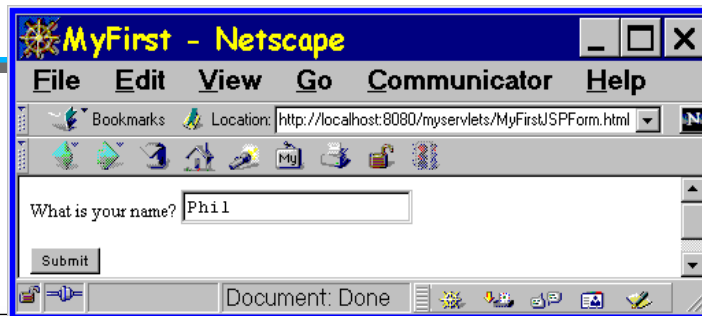 MyFirst - Netscape
File Edit View Go Communicator Help
Bookmarks Location: http://localhost:8080/myservlets/MyFirstJSPForm.html N
My
What is your name? Phil
Submit
Document: Done